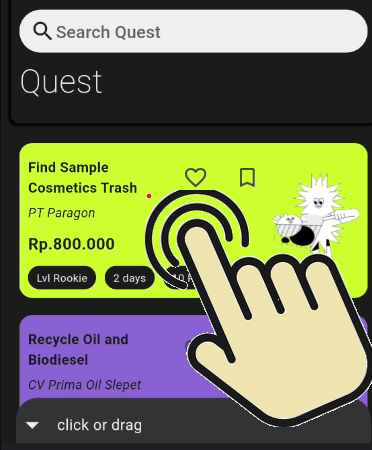 Search Quest
Quest
Find Sample
Cosmetics Trash
PT Paragon
Rp.800.000
Lvl Rookie
2 days
Recycle Oil and
Biodiesel
CV Prima Oil Slepet
click or drag